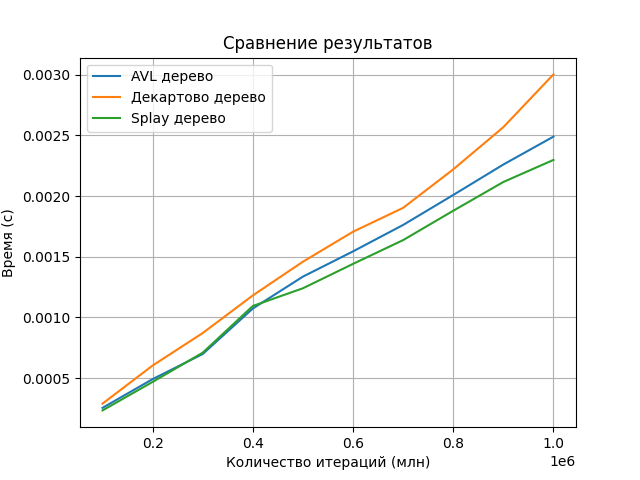 Сравнение результатов
AVL дерево
Декартово дерево
Splay дерево
0.0030
0.0025
0.0020
0.0015
0.0010
0.0005
Время (с)
0.2 0.4 0.6 0.8 1.0
1e6
Количество итераций (млн)